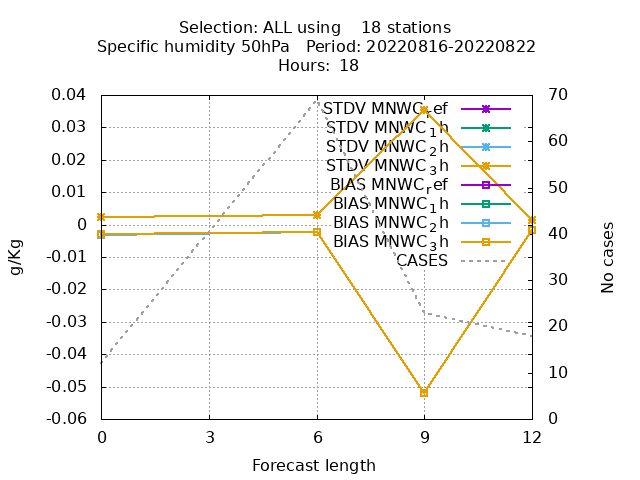 Selection: ALL using    18 stations
Specific humidity 50hPa   Period: 20220816-20220822
Hours:  18
0.04
0.03
0.02
0.01
0
-0.01
-0.02
-0.03
-0.04
-0.05
-0.06
g/Kg
STDV MNWC_ref
STDV MNWC_1h
STDV MNWC_2h
STDV MNWC_3h
BIAS MNWC_ref
BIAS MNWC_1h
BIAS MNWC_2h
BIAS MNWC_3h
CASES
70
60
50
40
30
20
10
0
No cases
0 3 6 9 12
Forecast length